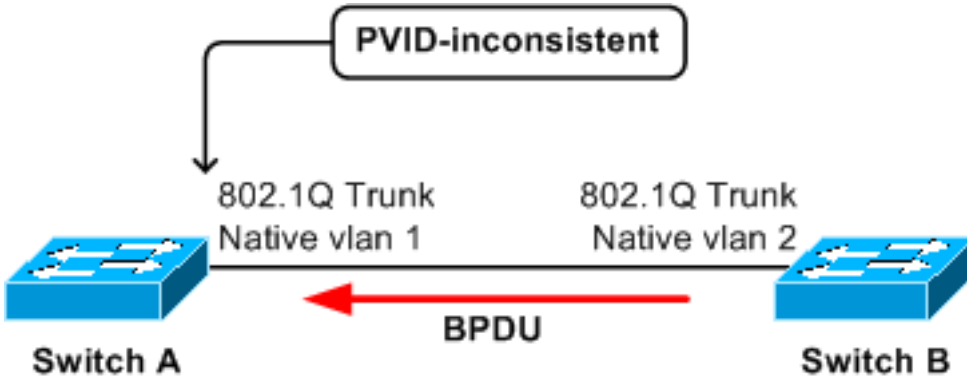 PVID-inconsistent
802.1Q Trunk
Native vlan 1
802.1Q Trunk
Native vlan 2
BPDU
Switch A
Switch B